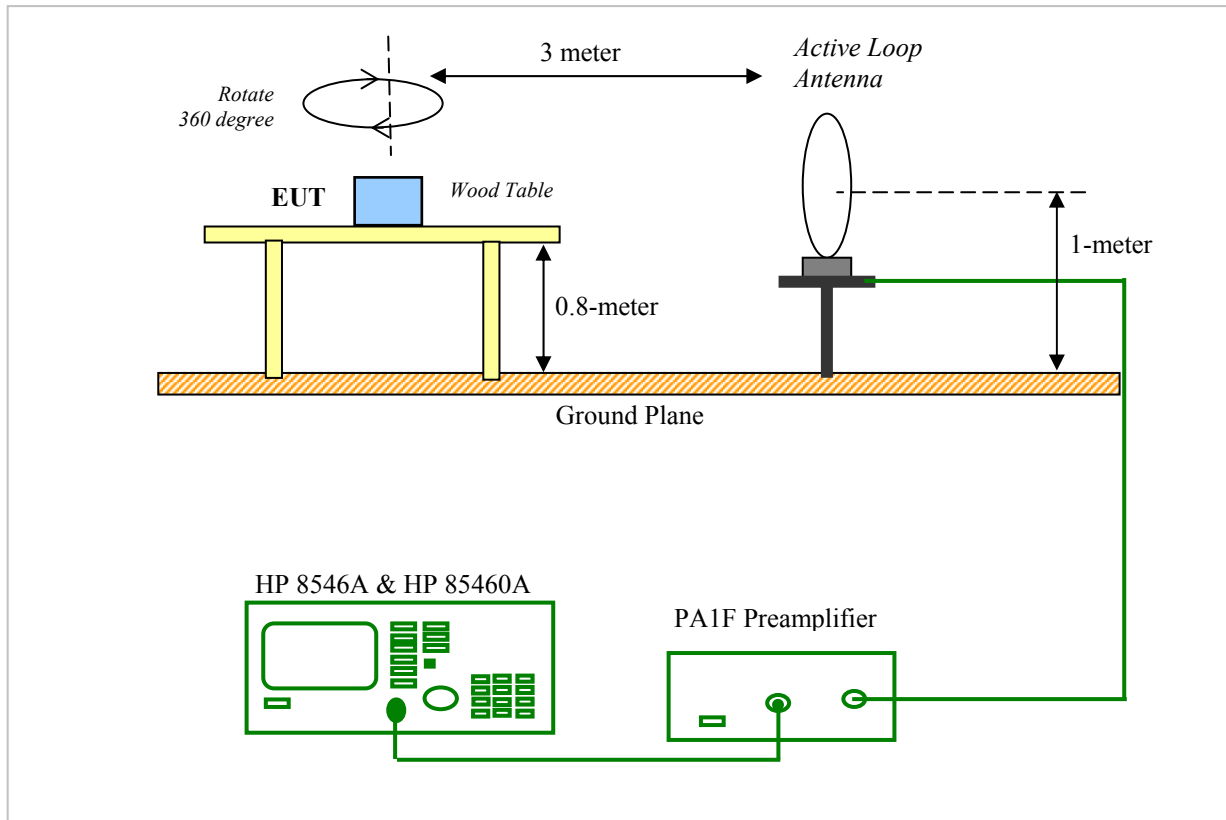 3 meter
Active Loop
Antenna
Rotate
360 degree
EUT
Wood Table
1-meter
0.8-meter
Ground Plane
HP 8546A & HP 85460A
PA1F Preamplifier